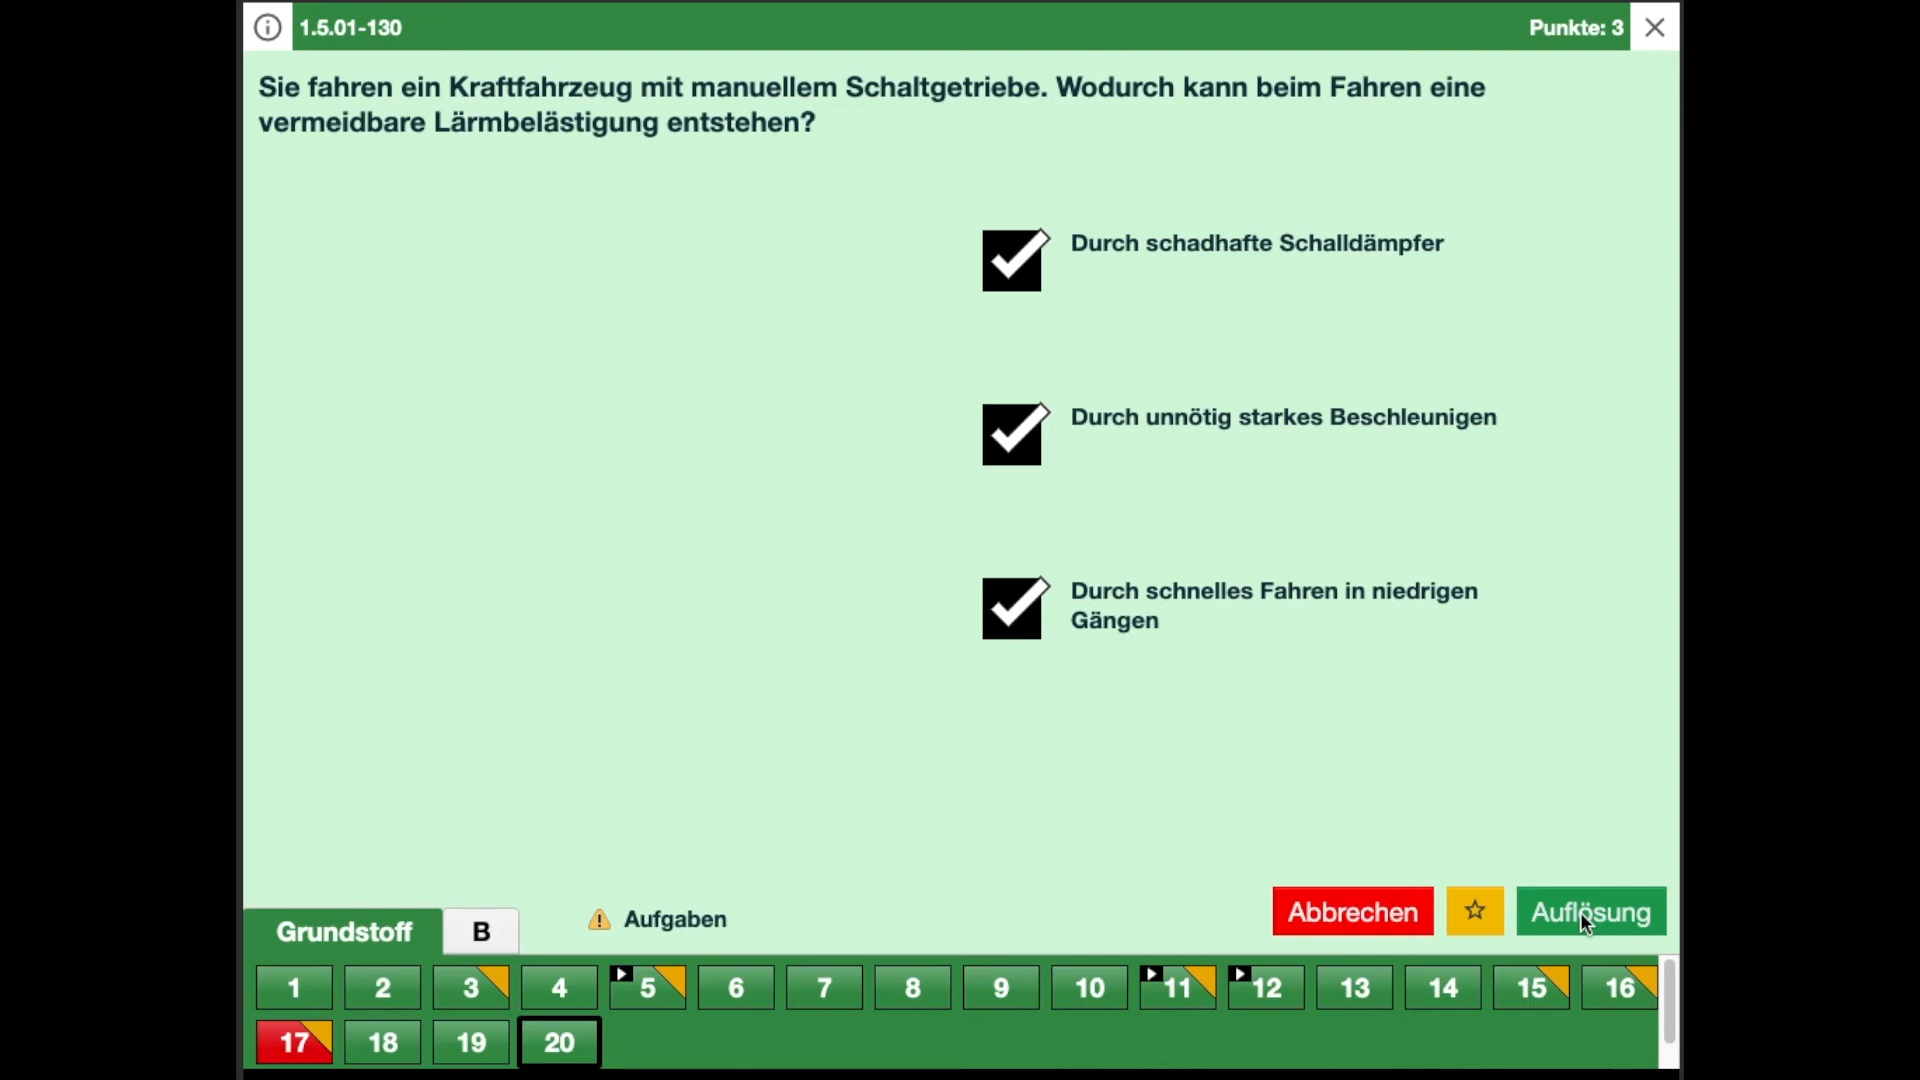 1.5.01-130
Punkte: 3
Sie fahren ein Kraftfahrzeug mit manuellem Schaltgetriebe. Wodurch kann beim Fahren eine
vermeidbare Lärmbelästigung entstehen?
Durch schadhafte Schalldämpfer
Durch unnötig starkes Beschleunigen
Durch schnelles Fahren in niedrigen
Gängen
Abbrechen
Auflösung
Grundstoff
B
Aufgaben
1 2 3 4 5 6 7 8 9 10 11 12 13 14 15 16
17 18 19 20